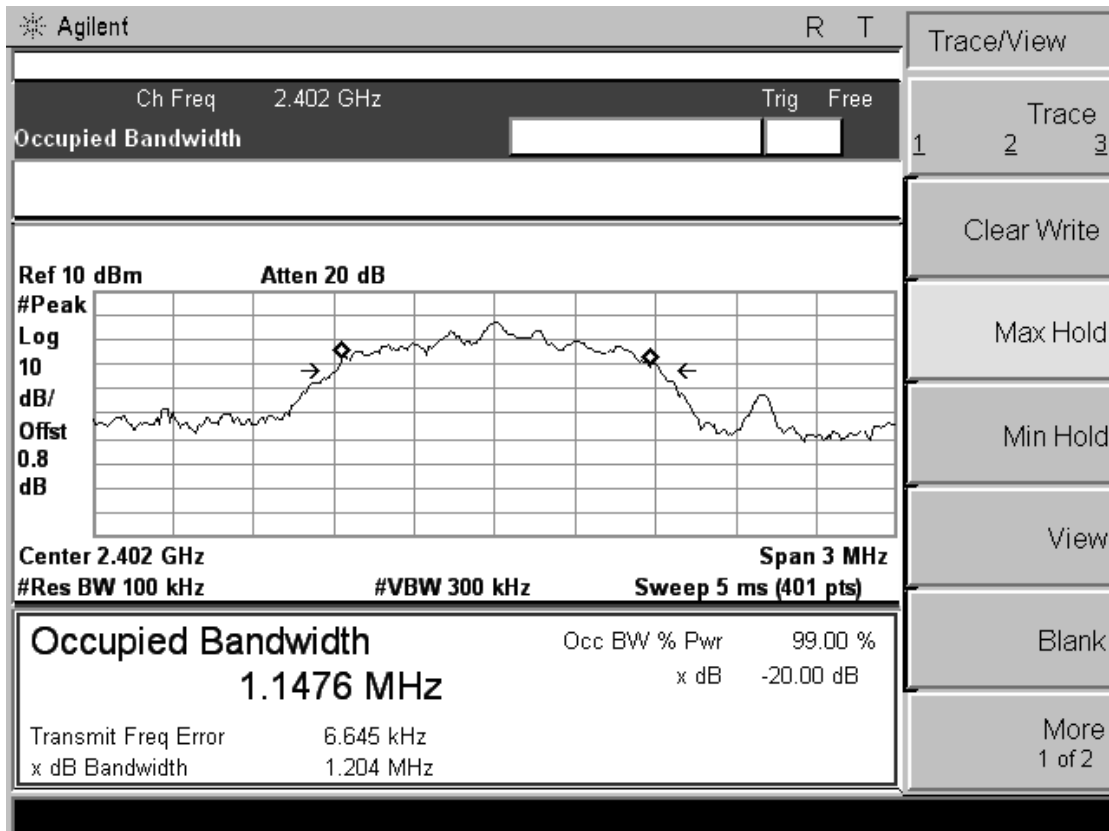 Agilent R T
Ch Freq 2.402 GHz Trig Free
Occupied Bandwidth
Ref 10 dBm Atten 20 dB
#Peak
Log
10
dB/
Offst
0.8
dB
Center 2.402 GHz Span 3 MHz
#Res BW 100 kHz #VBW 300 kHz Sweep 5 ms (401 pts)
Occupied Bandwidth
1.1476 MHz
Occ BW % Pwr 99.00 %
x dB -20.00 dB
Transmit Freq Error 6.645 kHz
x dB Bandwidth 1.204 MHz
Trace/View
Trace
1 2 3
Clear Write
Max Hold
Min Hold
View
Blank
More
1 of 2